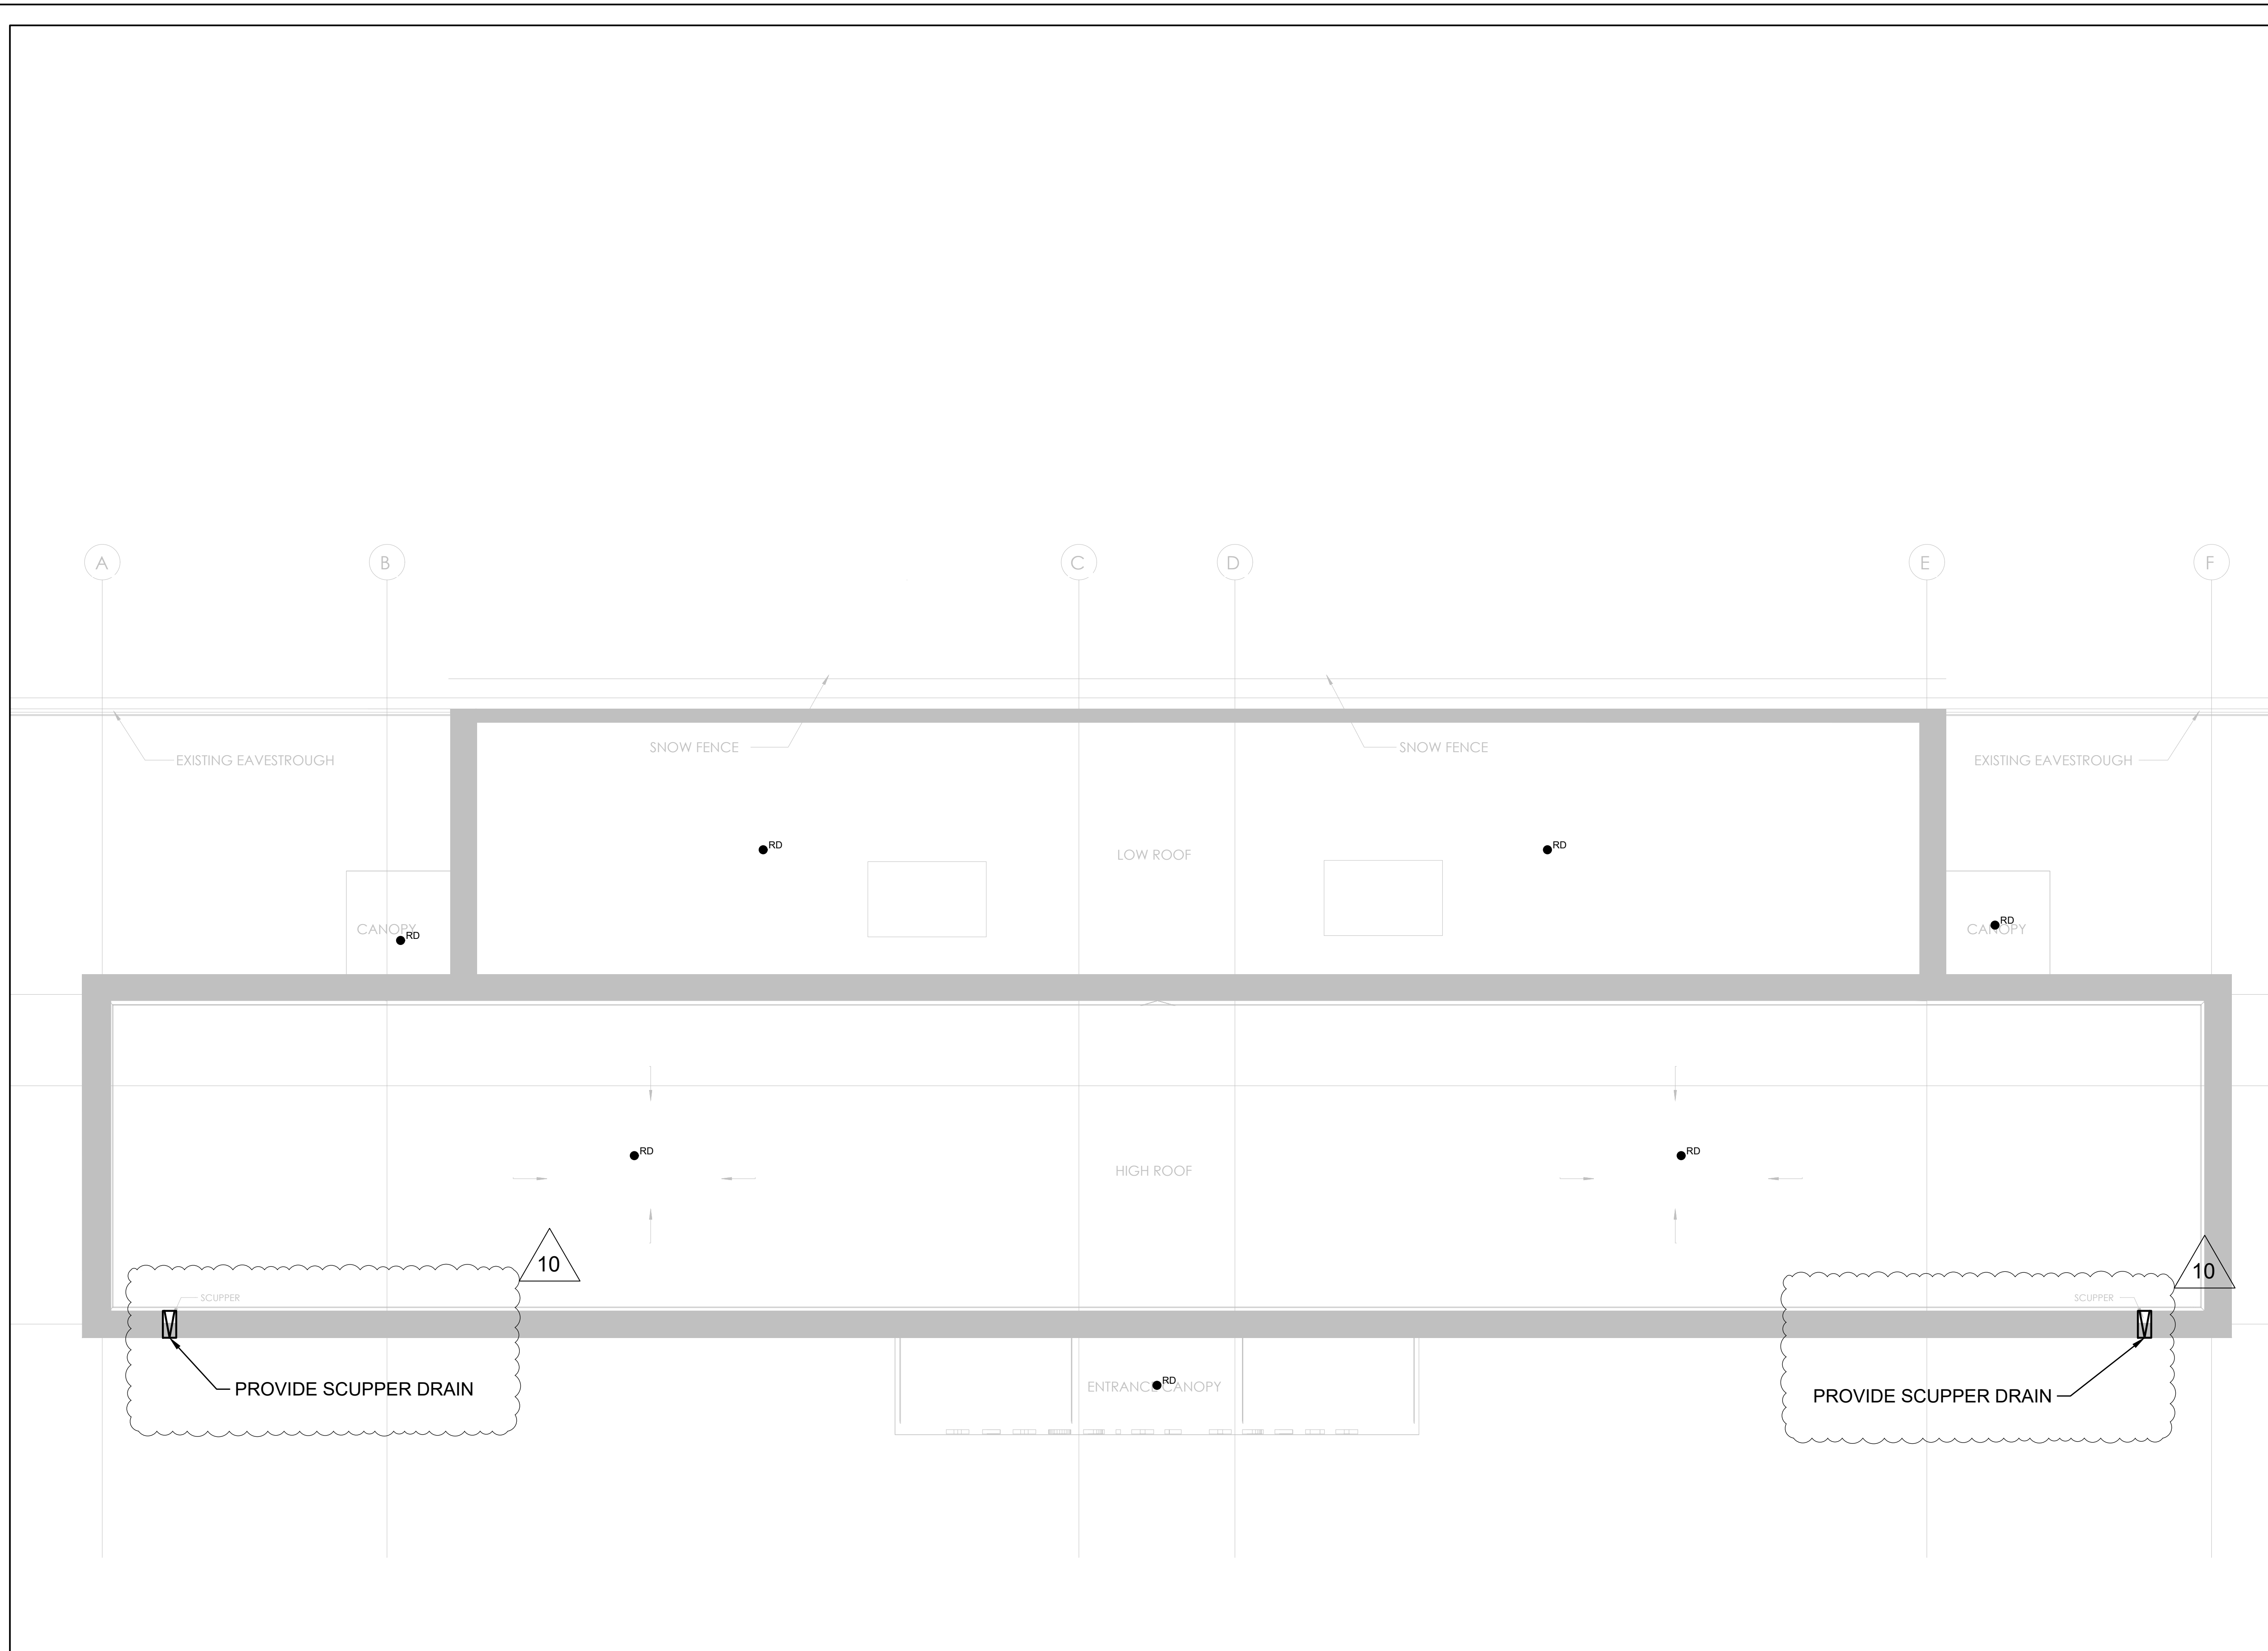 A
B
C
D
E
F
SNOW FENCE
SNOW FENCE
EXISTING EAVESTROUGH
EXISTING EAVESTROUGH
RD
RD
LOW ROOF
CANOPY
RD
CANOPY
RD
RD
RD
HIGH ROOF
10
10
SCUPPER
SCUPPER
PROVIDE SCUPPER DRAIN
ENTRANCE CANOPY
RD
PROVIDE SCUPPER DRAIN